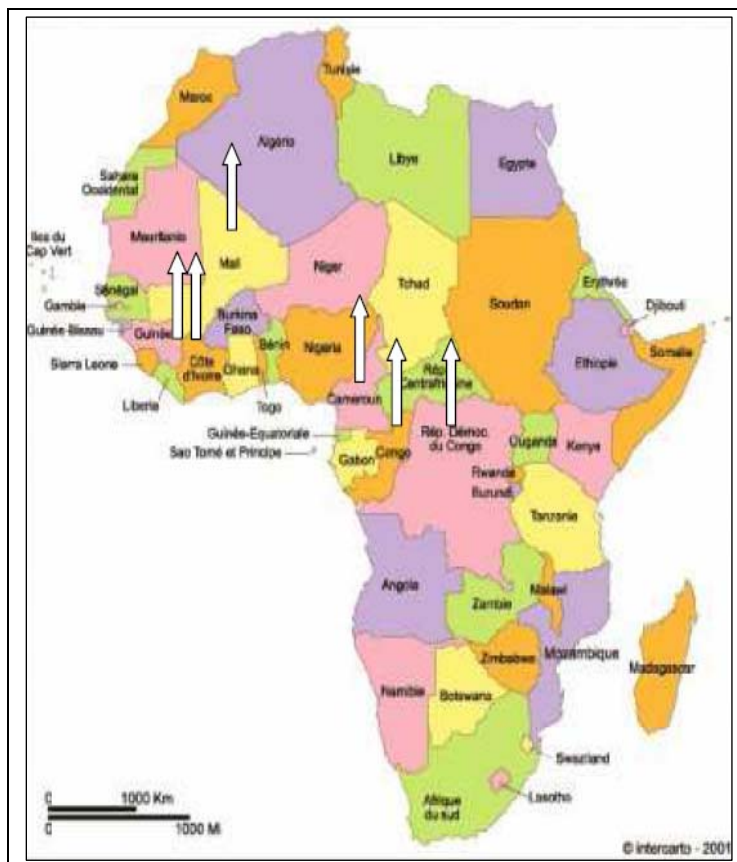 Tunisie
Maroc
Algérie
Libye
Egypte
Sahara
Occidental
Mauritanie
Iles du
Cap Vert
Mali
Niger
Tchad
Soudan
Erythrée
Sénégal
Gambie
Djibouti
Guinée-Bissau
Guinée
Burkina
Faso
Bénin
Nigéria
Somalie
Ethiopie
Sierra Leone
Côte
d'Ivoire
Ghana
Rép.
Centrafricaine
Cameroun
Liberia
Togo
Guinée-Equatoriale
Sao Tomé et Principe
Gabon
Congo
Rép. Démoc.
du Congo
Ouganda
Kenya
Rwanda
Burundi
Tanzanie
Angola
Zambie
Malawi
Mozambique
Zimbabwe
Madagascar
Namibie
Botswana
Swaziland
Lesotho
Afrique
du sud
0 1000 Km
0 1000 Mi
© intercarto - 2001